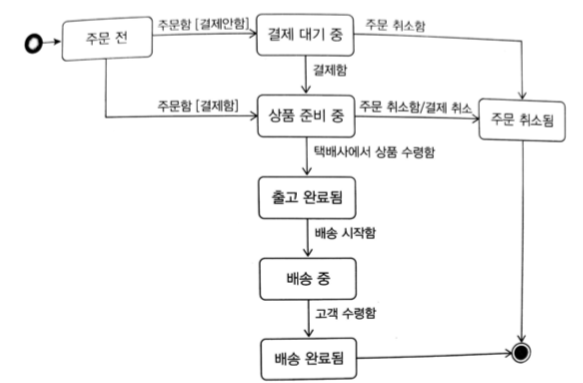 주문 전
주문함 [결제안함]
결제 대기 중
주문 취소함
결제함
주문함 [결제함]
상품 준비 중
주문 취소함/결제 취소
주문 취소됨
택배사에서 상품 수령함
출고 완료됨
배송 시작함
배송 중
고객 수령함
배송 완료됨